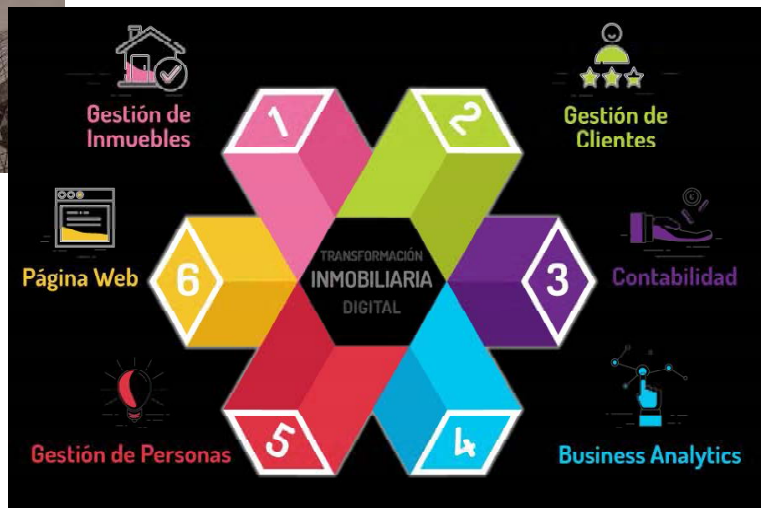 Gestión de
Inmuebles
1
2
Gestión de
Clientes
Página Web
6
TRANSFORMACIÓN
INMOBILIARIA
DIGITAL
3
Contabilidad
Gestión de Personas
5
4
Business Analytics